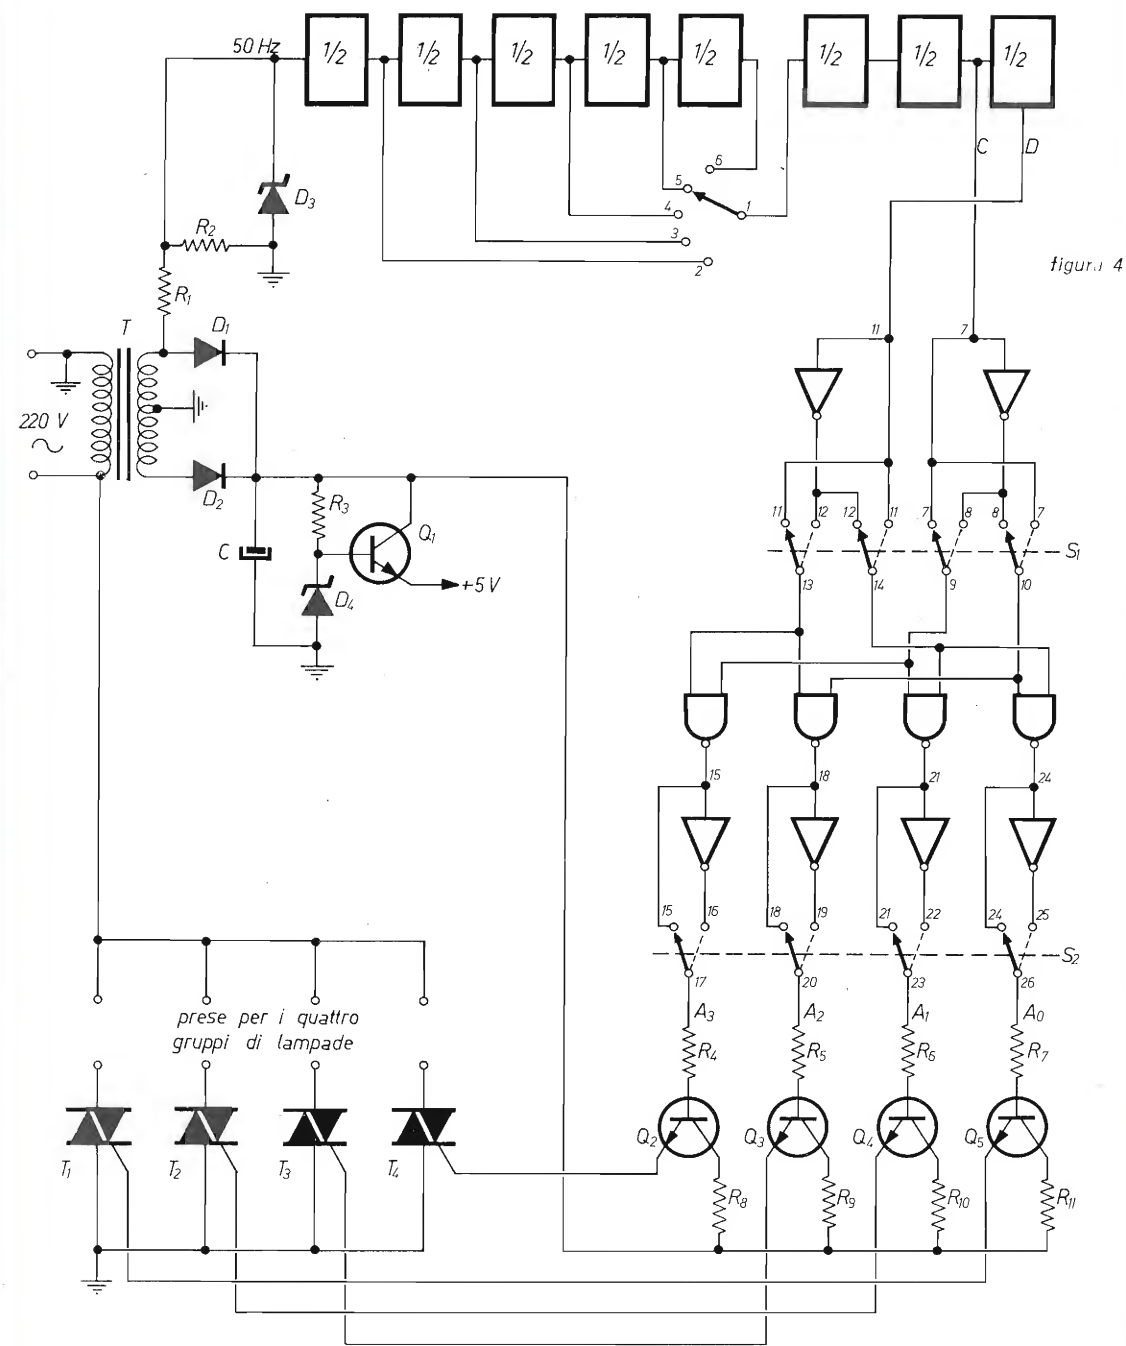 50 Hz
1/2 1/2 1/2 1/2 1/2 1/2 1/2 1/2
C D
6
5
4
1
3
2
D3
R2
R1
figura 4
T
D1
11 7
220 V
D2
R3
Q1
C
+5 V
D4
11 12 12 11 7 8 8 7
S1
13 14 9 10
15 18 21 24
15 16 18 19 21 22 24 25
S2
17 20 23 26
A3 A2 A1 A0
prese per i quattro
gruppi di lampade
R4 R5 R6 R7
Q2 Q3 Q4 Q5
T1 T2 T3 T4
R8 R9 R10 R11